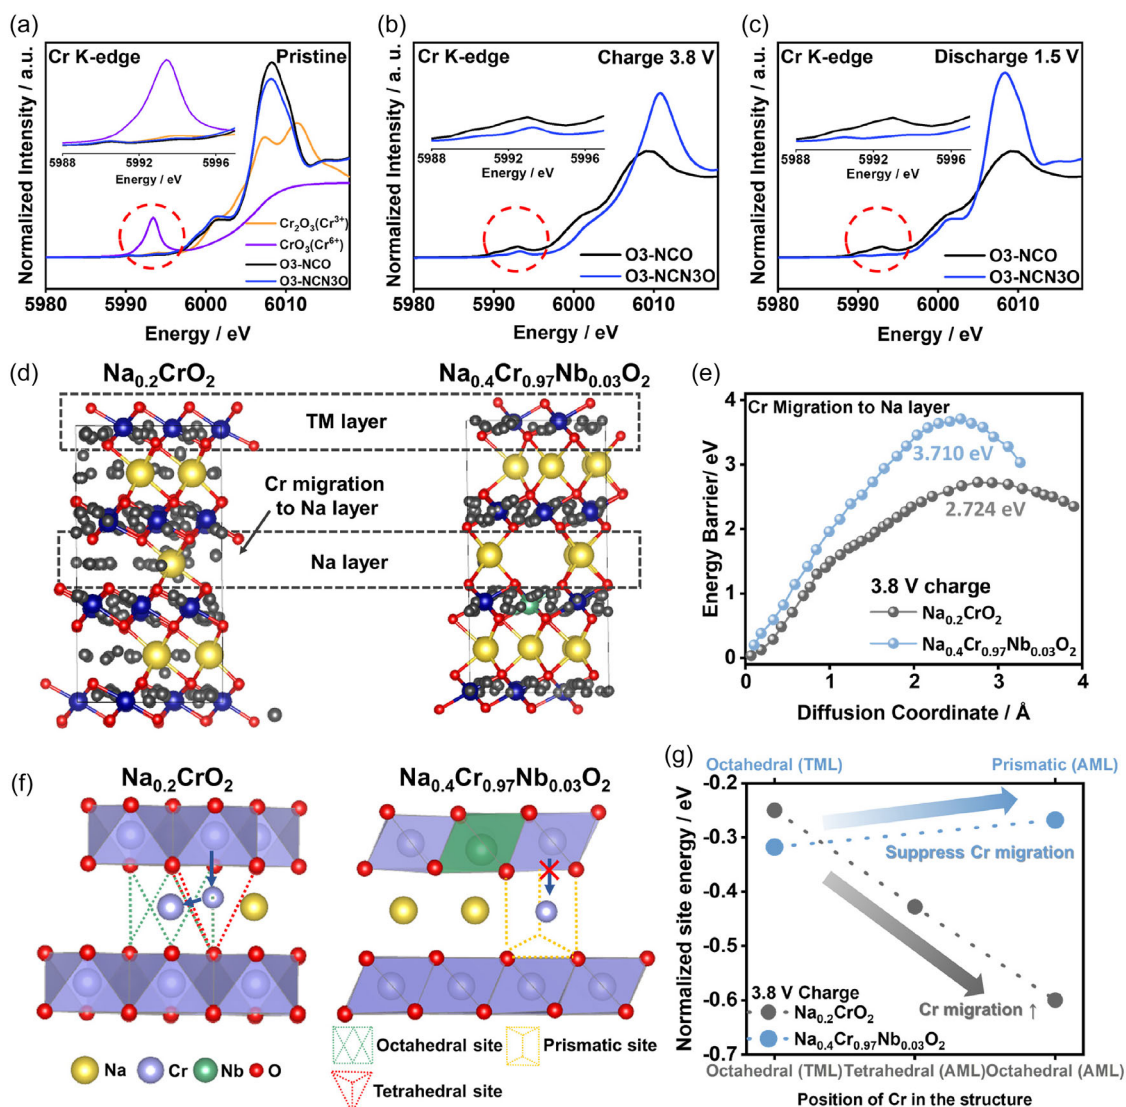 (a)
Cr K-edge
Pristine
Normalized Intensity / a.u.
5988 5992 5996
Energy / eV
Cr₂O₃(Cr³⁺)
CrO₃(Cr⁶⁺)
O3-NCO
O3-NCN3O
5980 5990 6000 6010
Energy / eV
(b)
Cr K-edge
Charge 3.8 V
Normalized Intensity / a. u.
5988 5993 5996
Energy / eV
O3-NCO
O3-NCN3O
5980 5990 6000 6010
Energy / eV
(c)
Cr K-edge
Discharge 1.5 V
Normalized Intensity / a.u.
5988 5992 5996
Energy / eV
O3-NCO
O3-NCN3O
5980 5990 6000 6010
Energy / eV
(d)
Na₀.₂CrO₂
Na₀.₄Cr₀.₉₇Nb₀.₀₃O₂
TM layer
Cr migration
to Na layer
Na layer
(e)
Cr Migration to Na layer
3.710 eV
2.724 eV
3.8 V charge
Na₀.₂CrO₂
Na₀.₄Cr₀.₉₇Nb₀.₀₃O₂
Energy Barrier/ eV
4
3
2
1
0
0 1 2 3 4
Diffusion Coordinate / Å
(f)
Na₀.₂CrO₂
Na₀.₄Cr₀.₉₇Nb₀.₀₃O₂
Octahedral site
Prismatic site
Tetrahedral site
Na Cr Nb O
(g)
Octahedral (TML)
Prismatic (AML)
Normalized site energy / eV
-0.2
-0.3
-0.4
-0.5
-0.6
-0.7
Suppress Cr migration
Cr migration ↑
3.8 V Charge
Na₀.₂CrO₂
Na₀.₄Cr₀.₉₇Nb₀.₀₃O₂
Octahedral (TML) Tetrahedral (AML) Octahedral (AML)
Position of Cr in the structure